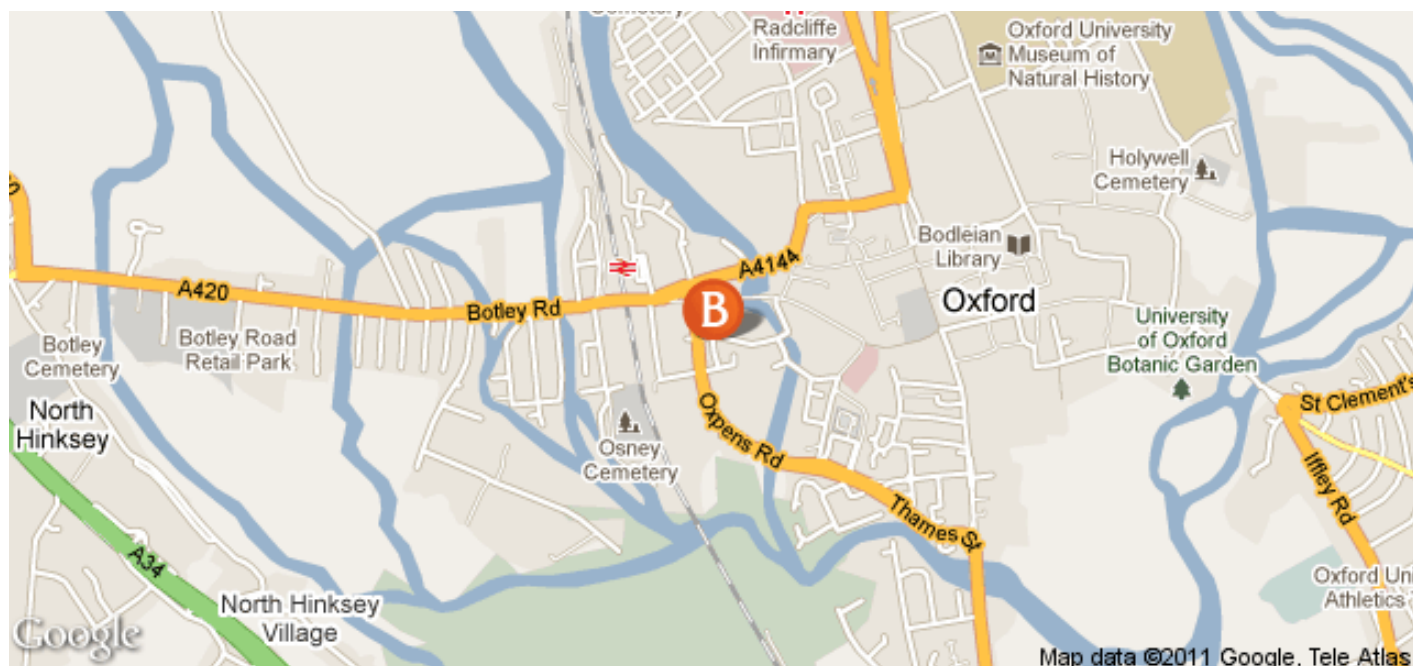 Radcliffe
Infirmary
Oxford University
Museum of
Natural History
Holywell
Cemetery
Bodleian
Library
A4144
A420
Botley Rd
B
Oxford
Botley Road
Retail Park
Botley
Cemetery
University
of Oxford
Botanic Garden
St Clement's
North
Hinksey
Oxpens Rd
Osney
Cemetery
Iffley Rd
Thames St
A34
North Hinksey
Village
Oxford Uni
Athletics
Google
Map data ©2011 Google, Tele Atlas